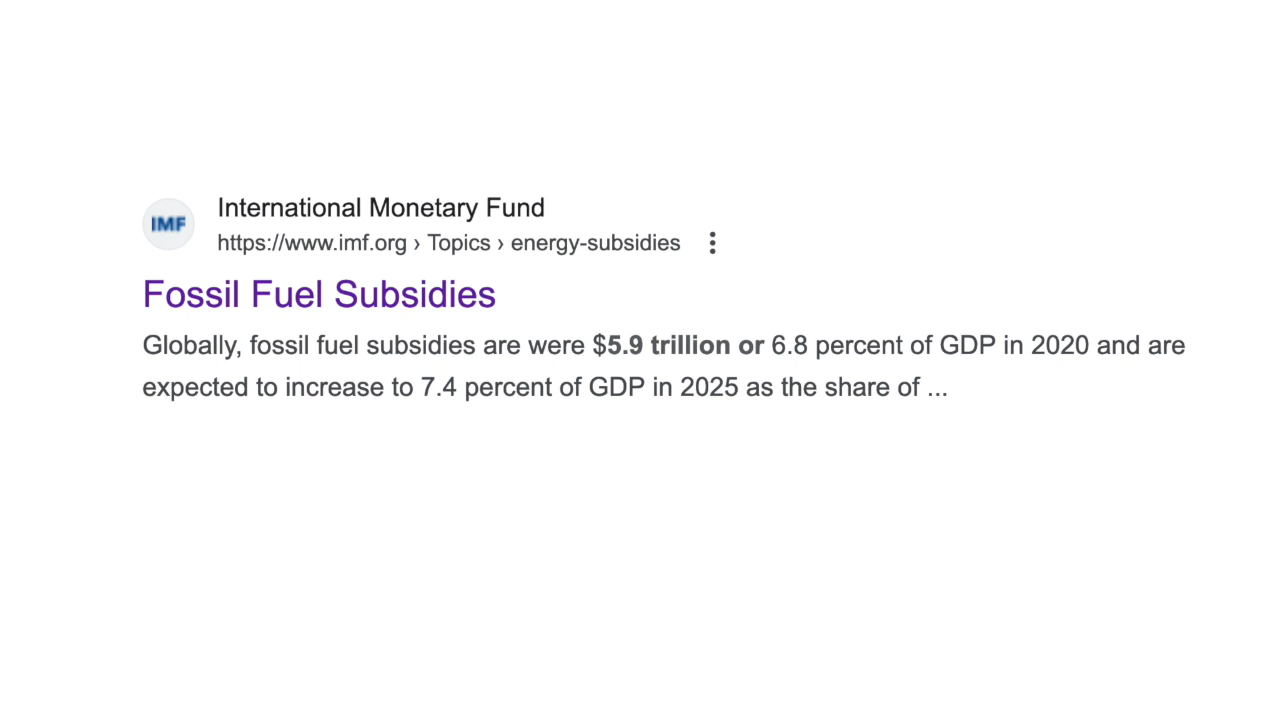 IMF
International Monetary Fund
https://www.imf.org › Topics › energy-subsidies
Fossil Fuel Subsidies
Globally, fossil fuel subsidies are were $5.9 trillion or 6.8 percent of GDP in 2020 and are
expected to increase to 7.4 percent of GDP in 2025 as the share of ...